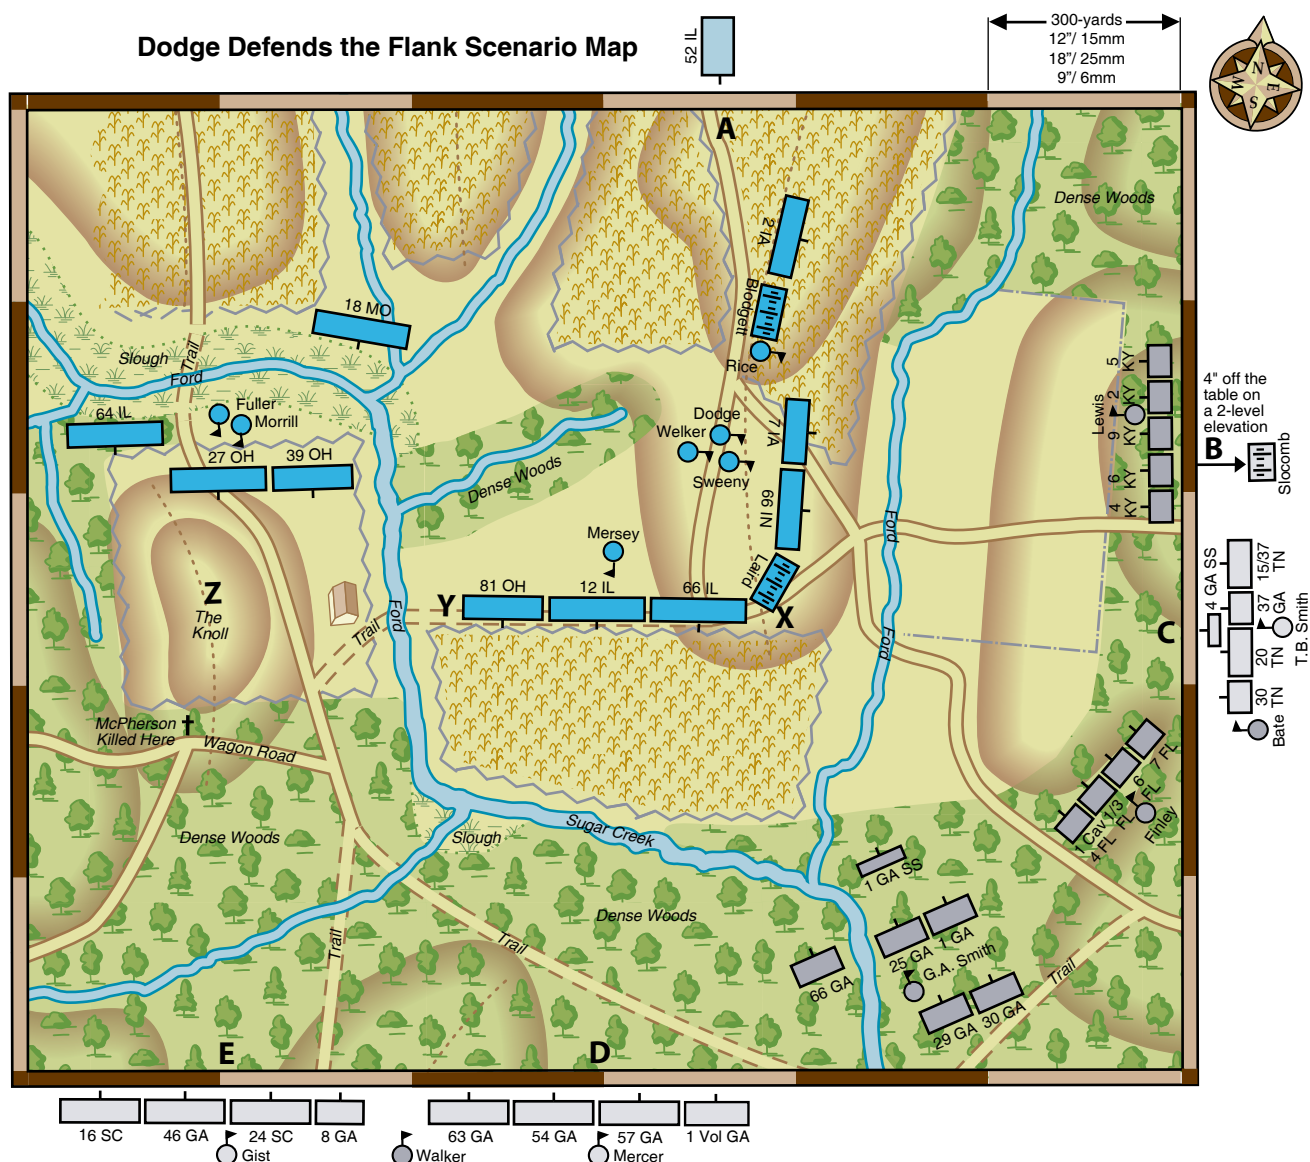 Dodge Defends the Flank Scenario Map
52 IL
300-yards
12”/ 15mm
18”/ 25mm
9”/ 6mm
N
E
S
W
A
Dense Woods
2 IA
Blodgett
Rice
18 MO
Slough
Trail
Ford
64 IL
Fuller
Morrill
27 OH
39 OH
Dodge
Welker
Sweeny
7 IA
66 IN
Laird
X
Dense Woods
Mersey
81 OH
12 IL
66 IL
Y
Ford
Ford
Ford
Trail
Z
The
Knoll
5 KY
2 KY
9 KY
6 KY
4 KY
Lewis
4" off the
table on
a 2-level
elevation
B
Slocomb
C
4 GA SS
15/37 TN
37 GA
20 TN
30 TN
T.B. Smith
Bate
McPherson
Killed Here
Wagon Road
Dense Woods
Slough
Sugar Creek
Dense Woods
7 FL
6 FL
Cav 1/3 FL
4 FL
Finley
1 GA SS
25 GA
1 GA
G.A. Smith
66 GA
29 GA
30 GA
Trail
Trail
Trail
E
D
16 SC
46 GA
24 SC
8 GA
Gist
Walker
63 GA
54 GA
57 GA
1 Vol GA
Mercer